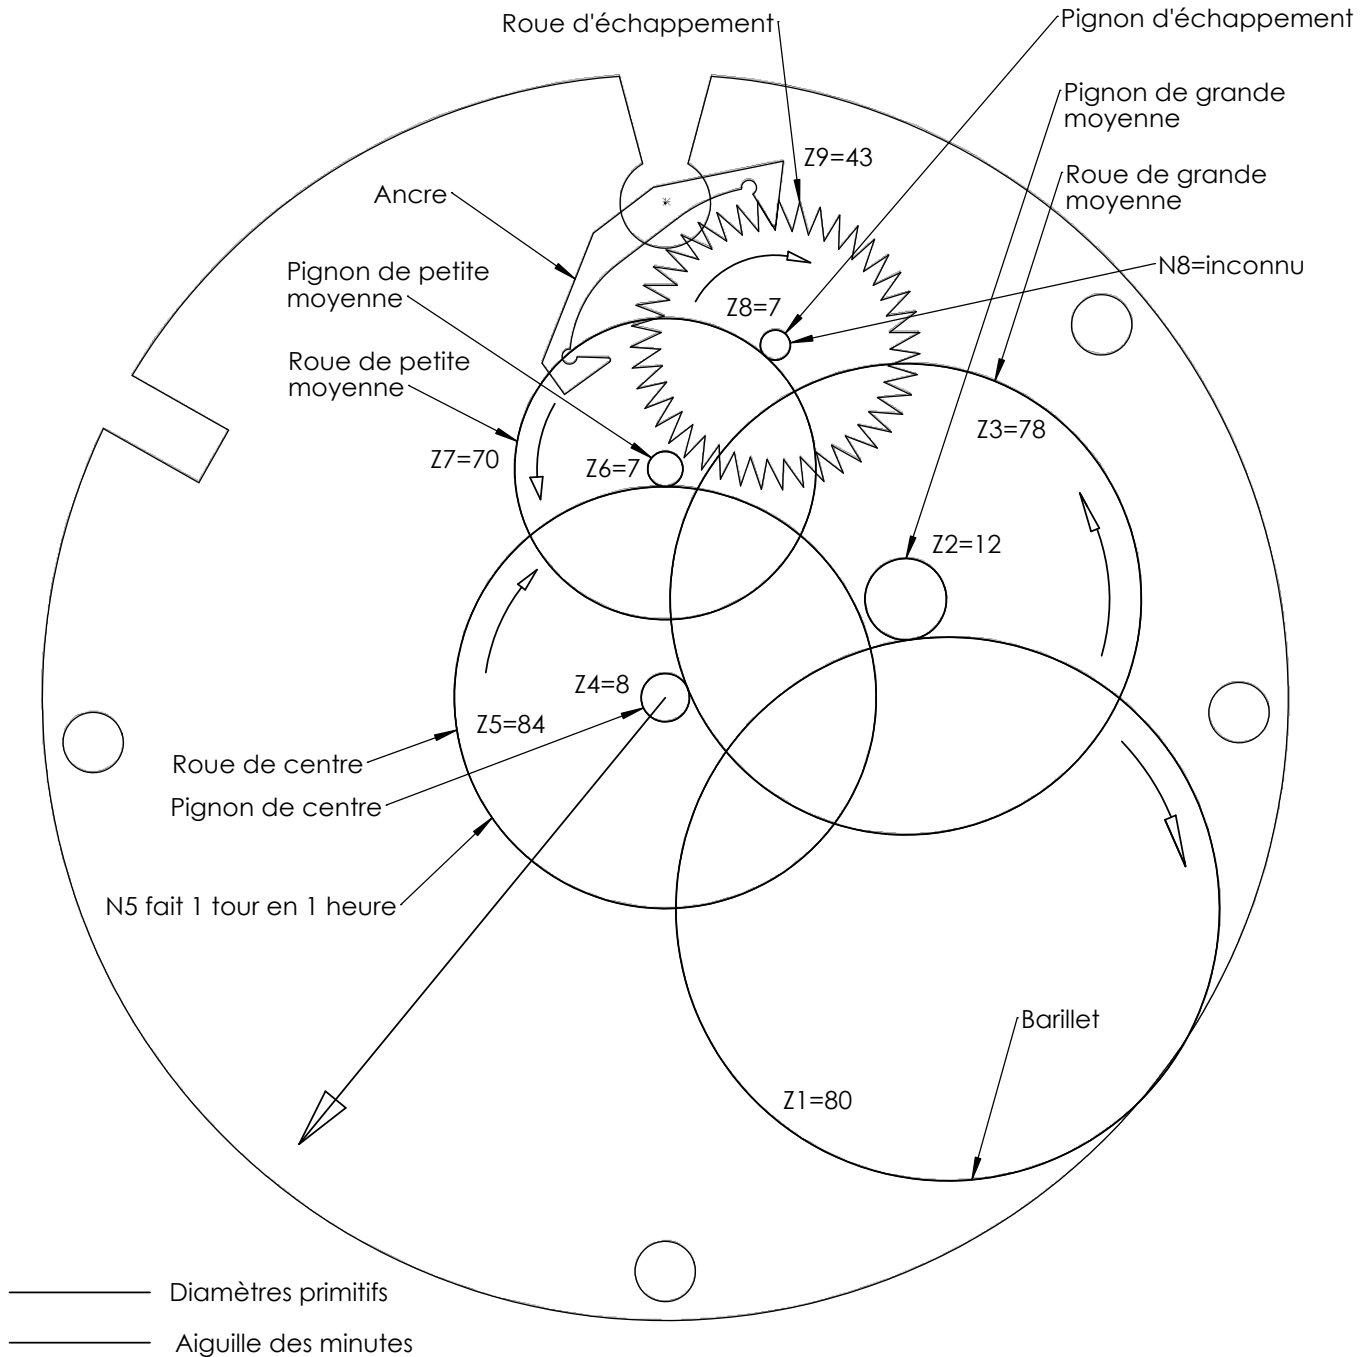 Roue d'échappement
Pignon d'échappement
Pignon de grande
moyenne
Z9=43
Roue de grande
moyenne
Ancre
Pignon de petite
moyenne
N8=inconnu
Z8=7
Roue de petite
moyenne
Z3=78
Z7=70
Z6=7
Z2=12
Z4=8
Z5=84
Roue de centre
Pignon de centre
N5 fait 1 tour en 1 heure
Barillet
Z1=80
Diamètres primitifs
Aiguille des minutes